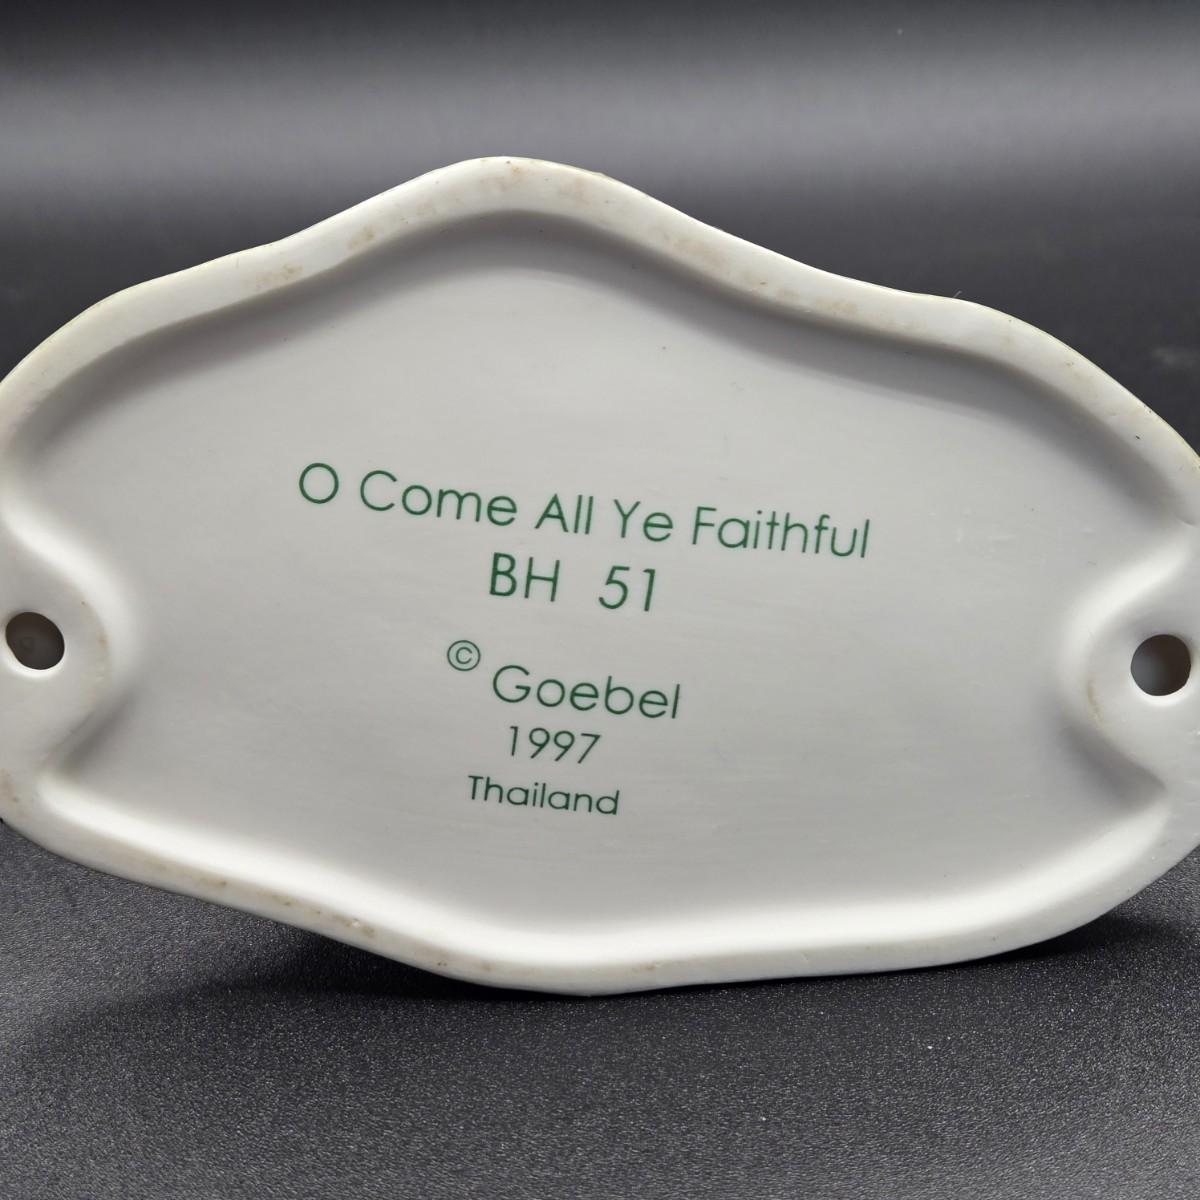 O Come All Ye Faithful
BH 51
© Goebel
1997
Thailand